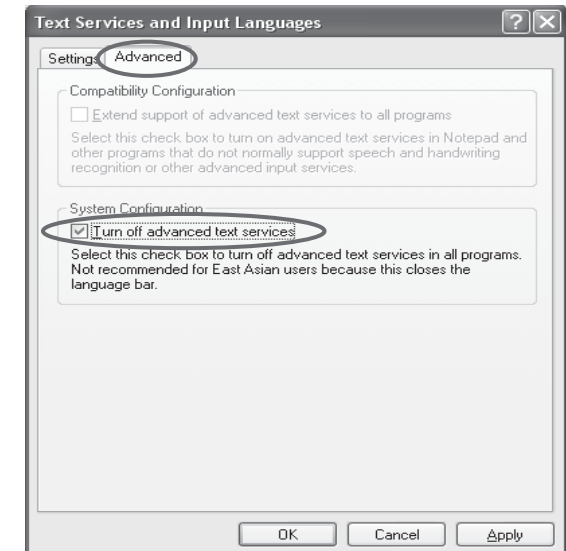 Text Services and Input Languages
Settings Advanced
Compatibility Configuration
Extend support of advanced text services to all programs
Select this check box to turn on advanced text services in Notepad and
other programs that do not normally support speech and handwriting
recognition or other advanced input services.
System Configuration
Turn off advanced text services
Select this check box to turn off advanced text services in all programs.
Not recommended for East Asian users because this closes the
language bar.
OK Cancel Apply